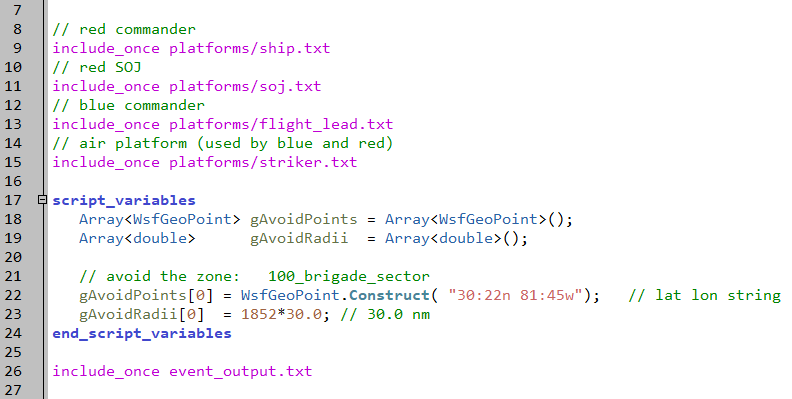 7
8 // red commander
9 include_once platforms/ship.txt
10 // red SOJ
11 include_once platforms/soj.txt
12 // blue commander
13 include_once platforms/flight_lead.txt
14 // air platform (used by blue and red)
15 include_once platforms/striker.txt
16
17 script_variables
18    Array<WsfGeoPoint> gAvoidPoints = Array<WsfGeoPoint>();
19    Array<double>      gAvoidRadii  = Array<double>();
20
21    // avoid the zone:   100_brigade_sector
22    gAvoidPoints[0] = WsfGeoPoint.Construct( "30:22n 81:45w");   // lat lon string
23    gAvoidRadii[0]  = 1852*30.0; // 30.0 nm
24 end_script_variables
25
26 include_once event_output.txt
27